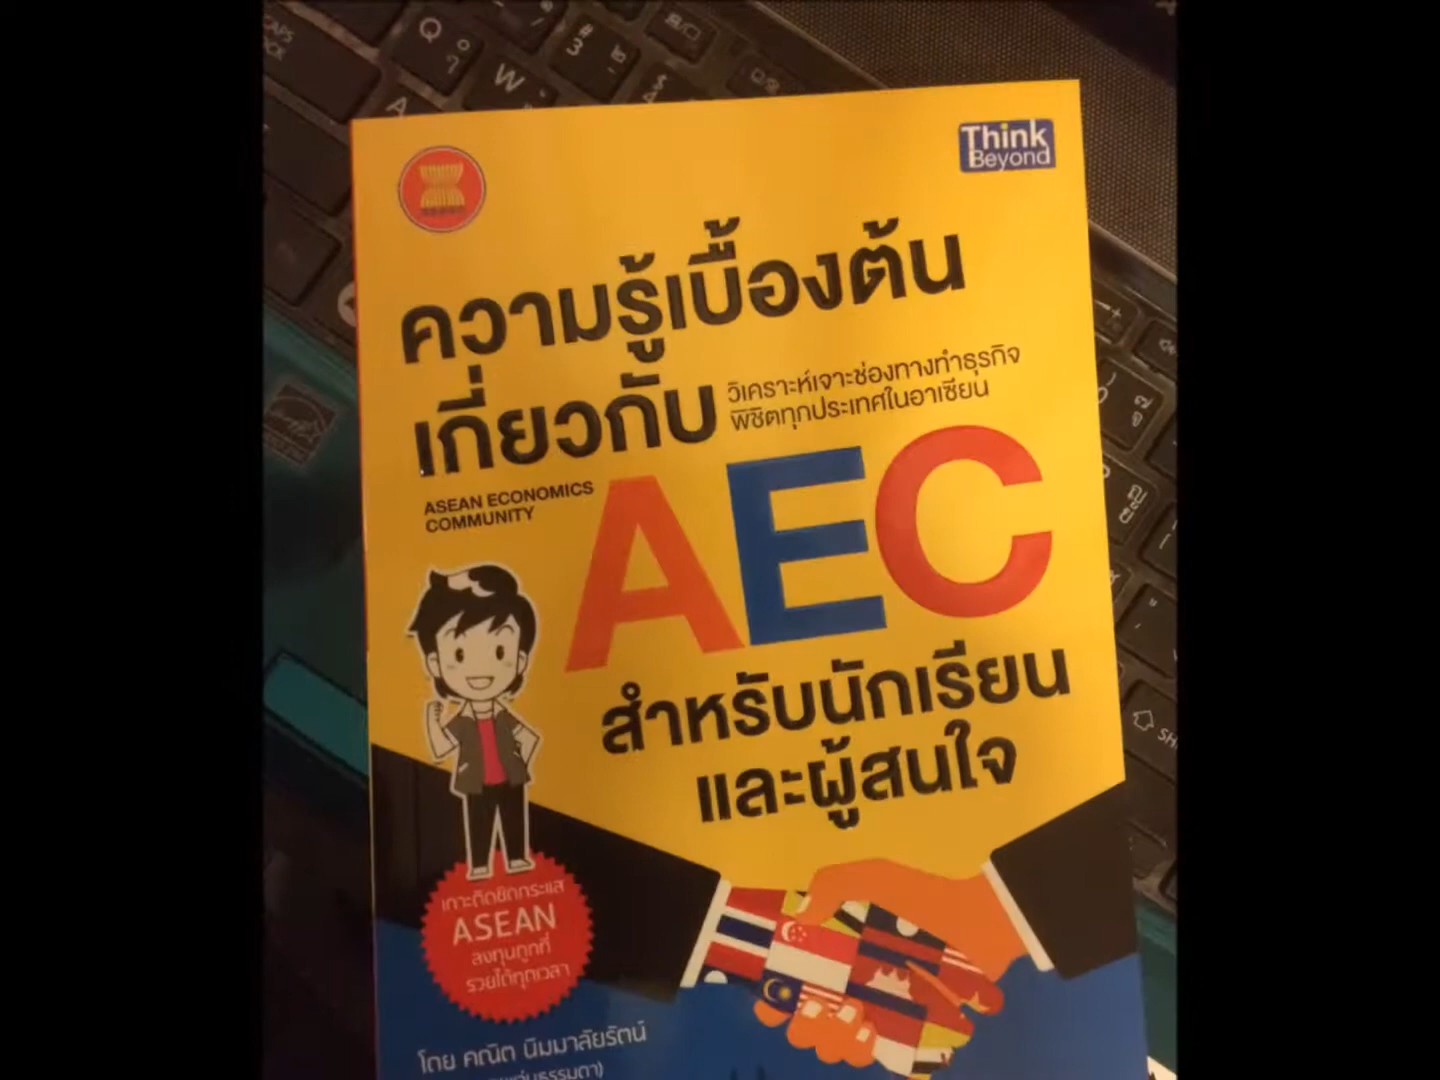 Think
Beyond
ความรู้เบื้องต้น
เกี่ยวกับ
วิเคราะห์เจาะช่องทางทำธุรกิจ
พิชิตทุกประเทศในอาเซียน
ASEAN ECONOMICS
COMMUNITY
AEC
สำหรับนักเรียน
และผู้สนใจ
เกาะติดชิดกระแส
ASEAN
ลงทุนถูกที่
รวยได้ทุกเวลา
โดย คณิต นิมมาลัยรัตน์
Q
W
A
3